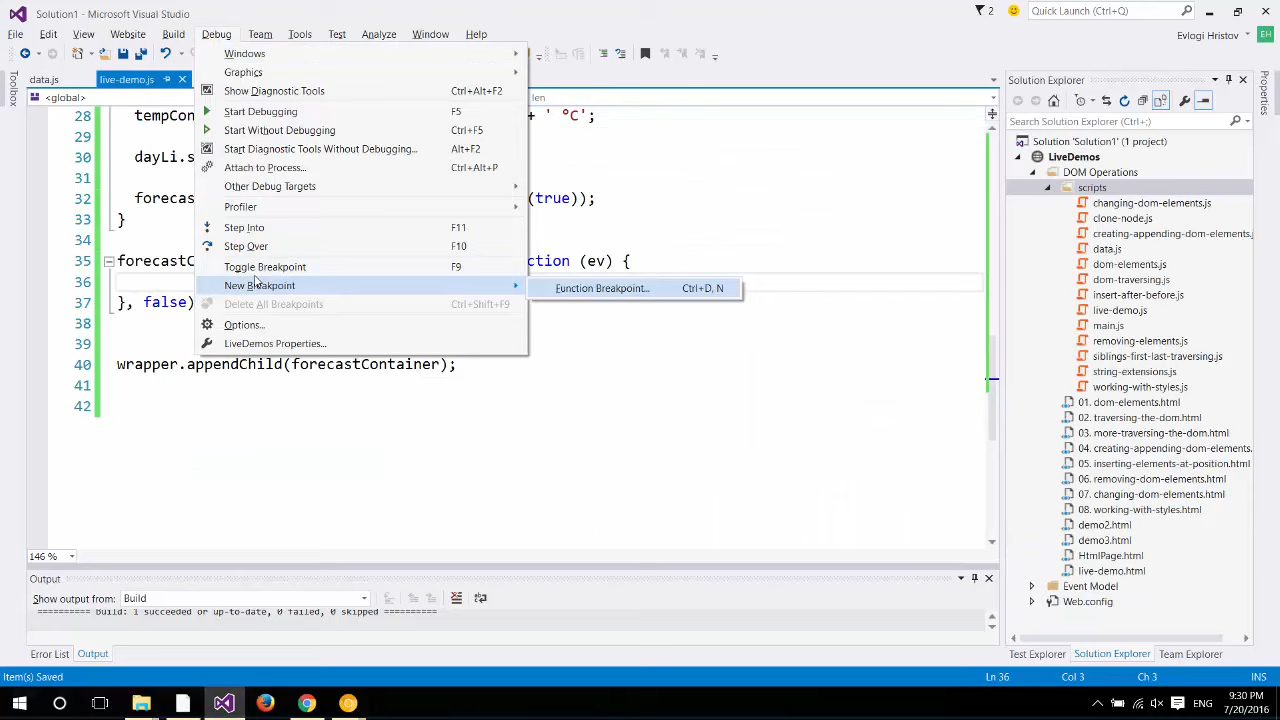 Solution1 - Microsoft Visual Studio
2
Quick Launch (Ctrl+Q)
File Edit View Website Build Debug Team Tools Test Analyze Window Help
Evlogi Hristov EH
data.js live-demo.js
<global> len
Toolbox
Properties
28 tempCon + ' °C';
29
30 dayLi.s
31
32 forecas (true));
33 }
34
35 forecastC ction (ev) {
36
37 }, false)
38
39
40 wrapper.appendChild(forecastContainer);
41
42
Windows
Graphics
Show Diagnostic Tools Ctrl+Alt+F2
Start Debugging F5
Start Without Debugging Ctrl+F5
Start Diagnostic Tools Without Debugging... Alt+F2
Attach to Process... Ctrl+Alt+P
Other Debug Targets
Profiler
Step Into F11
Step Over F10
Toggle Breakpoint F9
New Breakpoint
Delete All Breakpoints Ctrl+Shift+F9
Options...
LiveDemos Properties...
Function Breakpoint... Ctrl+D, N
146 %
Output
Show output from: Build
========== Build: 1 succeeded or up-to-date, 0 failed, 0 skipped ==========
Error List Output
Solution Explorer
Search Solution Explorer (Ctrl+;)
Solution 'Solution1' (1 project)
LiveDemos
DOM Operations
scripts
changing-dom-elements.js
clone-node.js
creating-appending-dom-elements.js
data.js
dom-elements.js
dom-traversing.js
insert-after-before.js
live-demo.js
main.js
removing-elements.js
siblings-first-last-traversing.js
string-extensions.js
working-with-styles.js
01. dom-elements.html
02. traversing-the-dom.html
03. more-traversing-the-dom.html
04. creating-appending-dom-elements.html
05. inserting-elements-at-position.html
06. removing-dom-elements.html
07. changing-dom-elements.html
08. working-with-styles.html
demo2.html
demo3.html
HtmlPage.html
live-demo.html
Event Model
Web.config
Test Explorer Solution Explorer Team Explorer
Item(s) Saved Ln 36 Col 3 Ch 3 INS
ENG
9:30 PM
7/20/2016